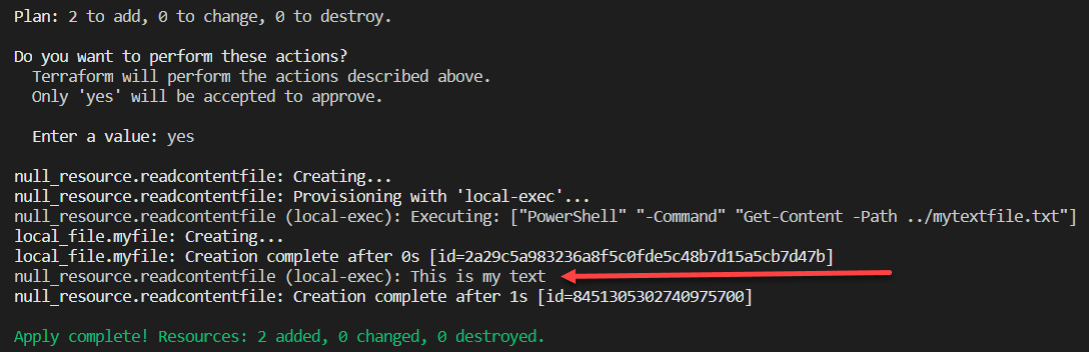 Plan: 2 to add, 0 to change, 0 to destroy.
Do you want to perform these actions?
Terraform will perform the actions described above.
Only 'yes' will be accepted to approve.
Enter a value: yes
null_resource.readcontentfile: Creating...
null_resource.readcontentfile: Provisioning with 'local-exec'...
null_resource.readcontentfile (local-exec): Executing: ["PowerShell" "-Command" "Get-Content -Path ../mytextfile.txt"]
local_file.myfile: Creating...
local_file.myfile: Creation complete after 0s [id=2a29c5a983236a8f5c0fde5c48b7d15a5cb7d47b]
null_resource.readcontentfile (local-exec): This is my text
null_resource.readcontentfile: Creation complete after 1s [id=8451305302740975700]
Apply complete! Resources: 2 added, 0 changed, 0 destroyed.